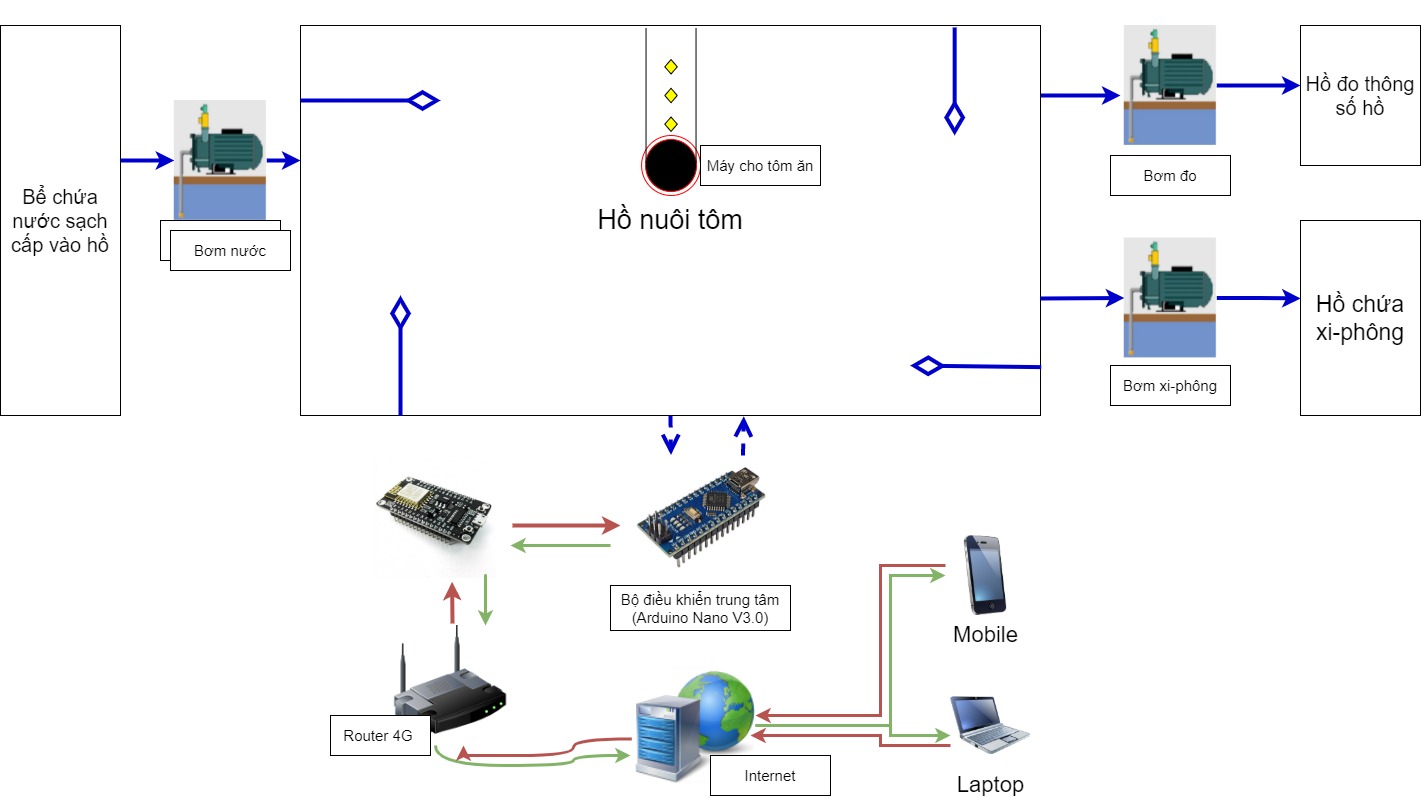 Bể chứa
nước sạch
cấp vào hồ
Bơm nước
Máy cho tôm ăn
Hồ nuôi tôm
Bơm đo
Hồ đo thông
số hồ
Bơm xi-phông
Hồ chứa
xi-phông
Bộ điều khiển trung tâm
(Arduino Nano V3.0)
Mobile
Router 4G
Internet
Laptop